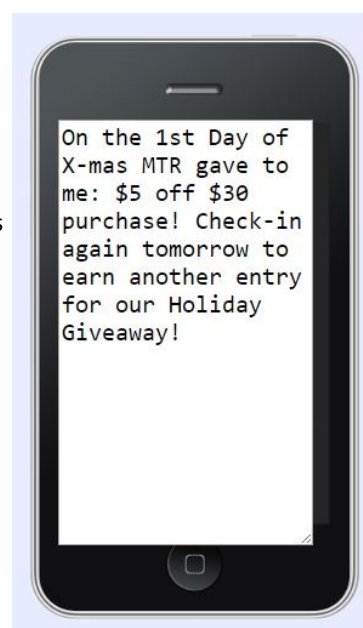 On the 1st Day of
X-mas MTR gave to
me: $5 off $30
purchase! Check-in
again tomorrow to
earn another entry
for our Holiday
Giveaway!